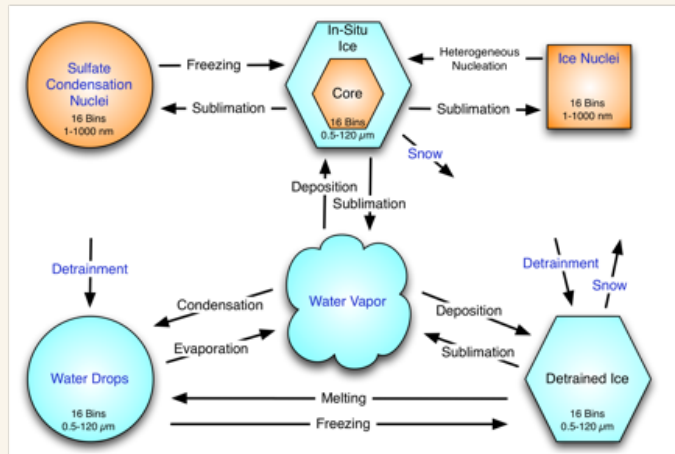 Sulfate
Condensation
Nuclei
16 Bins
1-1000 nm
Freezing
Sublimation
In-Situ
Ice
Core
16 Bins
0.5-120 µm
Heterogeneous
Nucleation
Sublimation
Ice Nuclei
16 Bins
1-1000 nm
Snow
Deposition
Sublimation
Detrainment
Condensation
Evaporation
Water Vapor
Deposition
Sublimation
Detrainment
Snow
Water Drops
16 Bins
0.5-120 µm
Melting
Freezing
Detrained Ice
16 Bins
0.5-120 µm